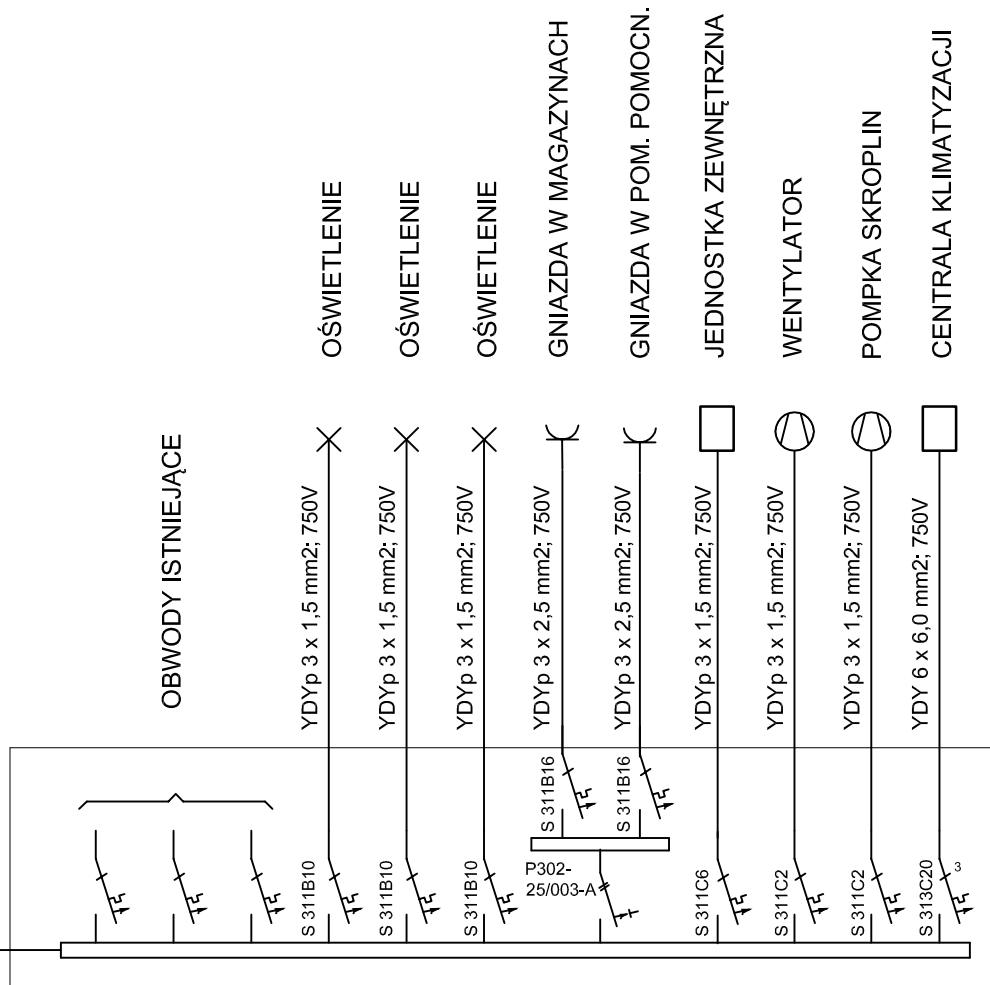 OBWODY ISTNIEJĄCE
OŚWIETLENIE
YDYp 3 x 1,5 mm2; 750V
S 311B10
OŚWIETLENIE
YDYp 3 x 1,5 mm2; 750V
S 311B10
OŚWIETLENIE
YDYp 3 x 1,5 mm2; 750V
S 311B10
GNIAZDA W MAGAZYNACH
YDYp 3 x 2,5 mm2; 750V
S 311B16
GNIAZDA W POM. POMOCN.
YDYp 3 x 2,5 mm2; 750V
S 311B16
P302-
25/003-A
JEDNOSTKA ZEWNĘTRZNA
YDYp 3 x 1,5 mm2; 750V
S 311C6
WENTYLATOR
YDYp 3 x 1,5 mm2; 750V
S 311C2
POMPKA SKROPLIN
YDYp 3 x 1,5 mm2; 750V
S 311C2
CENTRALA KLIMATYZACJI
YDY 6 x 6,0 mm2; 750V
S 313C20
3